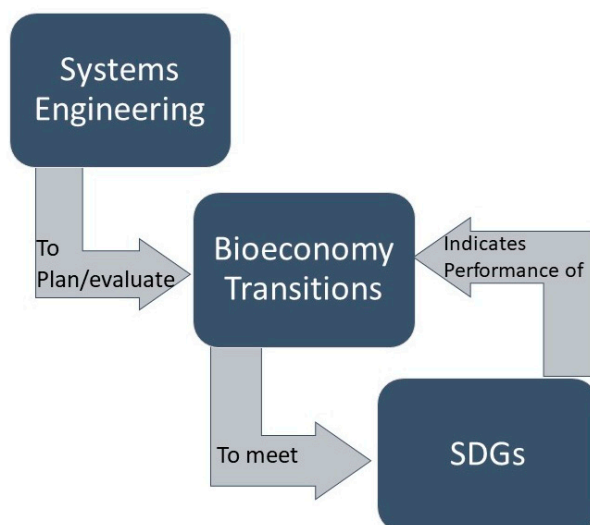 Systems
Engineering
To
Plan/evaluate
Bioeconomy
Transitions
Indicates
Performance of
To meet
SDGs